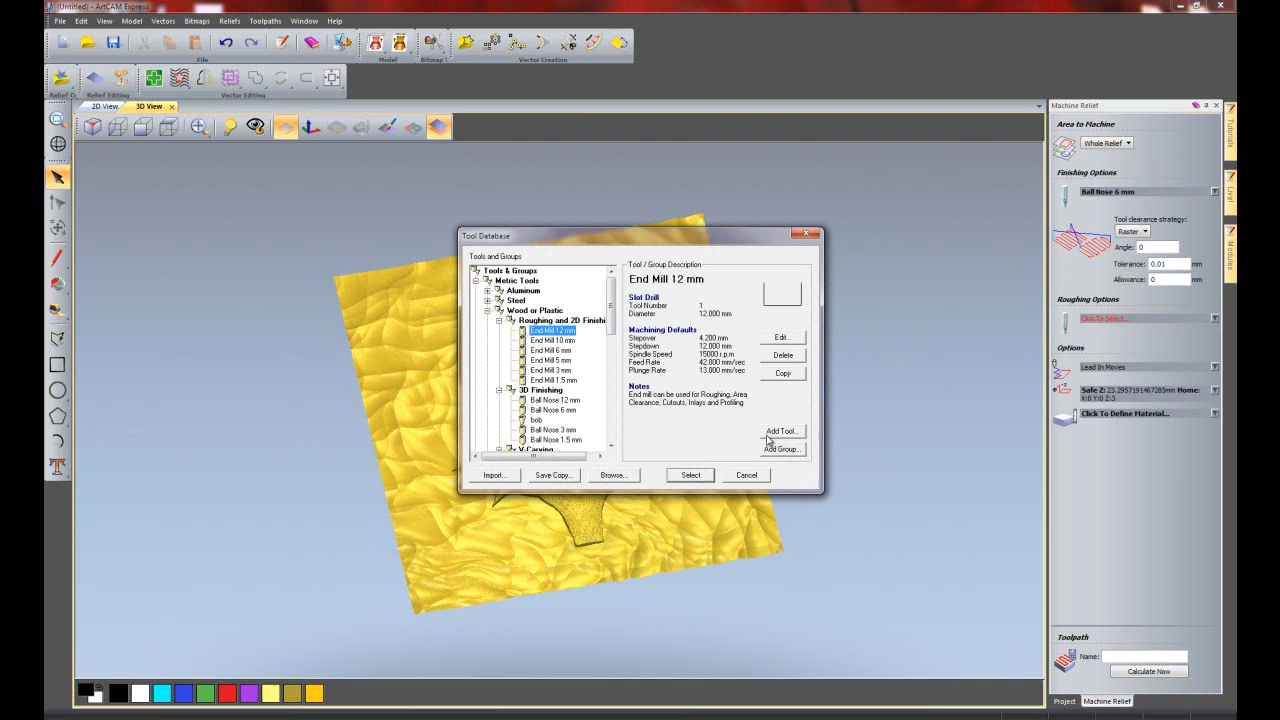 (Untitled) - ArtCAM Express
File Edit View Model Vectors Bitmaps Reliefs Toolpaths Window Help
File Model Bitmap Vector Creation
Relief Editing Vector Editing
2D View 3D View
Machine Relief
Area to Machine
Whole Relief
Finishing Options
Ball Nose 6 mm
Tool clearance strategy:
Raster
Angle: 0
Tolerance: 0.01 mm
Allowance: 0 mm
Roughing Options
Click To Select...
Options
Lead In Moves
Safe Z: 23.2957191467285mm Home:
X:0 Y:0 Z:3
Click To Define Material...
Toolpath
Name:
Calculate Now
Project Machine Relief
Tutorials
Live!
Modules
Tool Database
Tools and Groups
Tools & Groups
Metric Tools
Aluminum
Steel
Wood or Plastic
Roughing and 2D Finishi
End Mill 12 mm
End Mill 10 mm
End Mill 6 mm
End Mill 5 mm
End Mill 3 mm
End Mill 1.5 mm
3D Finishing
Ball Nose 12 mm
Ball Nose 6 mm
bob
Ball Nose 3 mm
Ball Nose 1.5 mm
V-Carving
Tool / Group Description
End Mill 12 mm
Slot Drill
Tool Number 1
Diameter 12.000 mm
Machining Defaults
Stepover 4.200 mm
Stepdown 12.000 mm
Spindle Speed 15000 r.p.m
Feed Rate 42.000 mm/sec
Plunge Rate 13.000 mm/sec
Notes
End mill can be used for Roughing, Area
Clearance, Cutouts, Inlays and Profiling
Edit...
Delete
Copy
Add Tool...
Add Group...
Import... Save Copy... Browse... Select Cancel